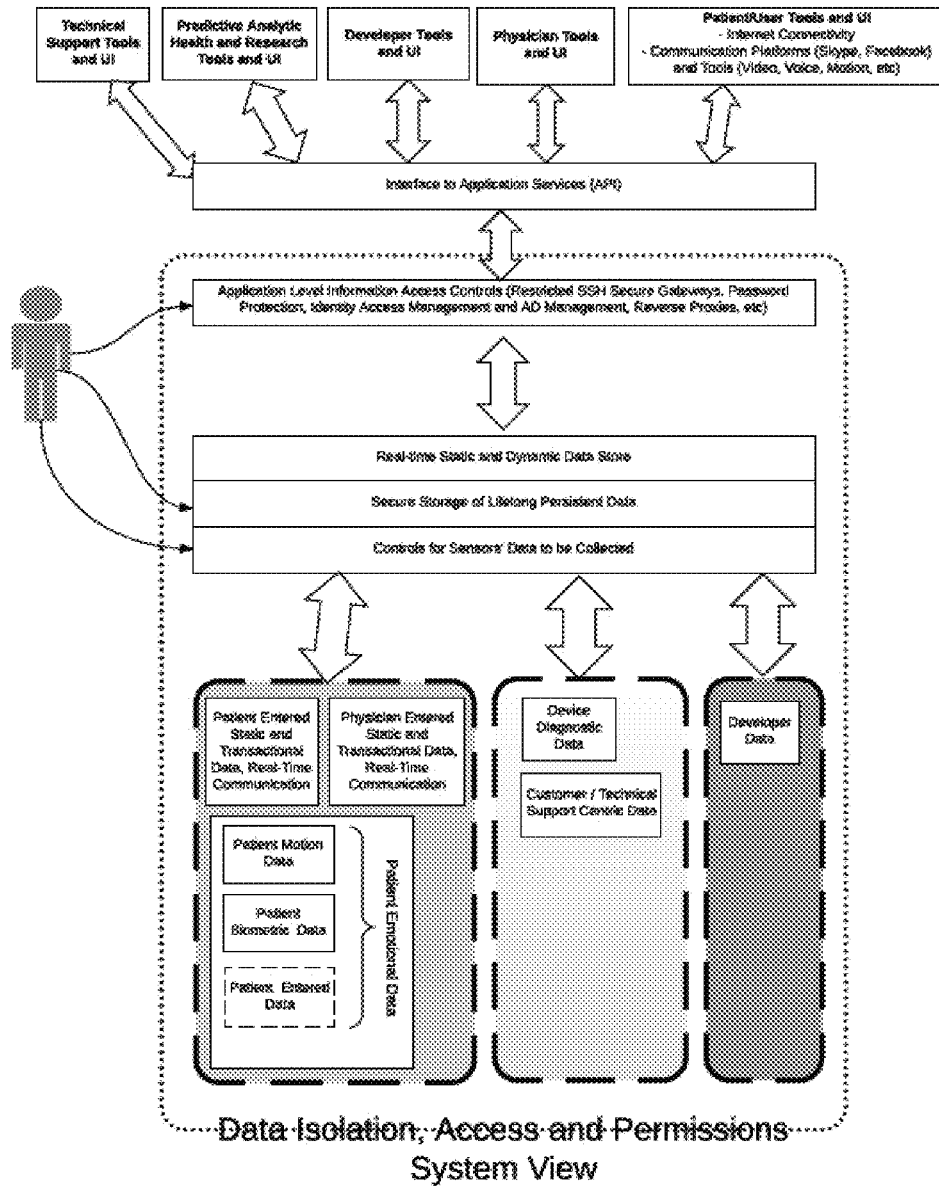 Technical
Support Tools
and UI
Predictive Analytic
Health and Research
Tools and UI
Developer Tools
and UI
Physician Tools
and UI
Patient/User Tools and UI
- Internet Connectivity
- Communication Platforms (Skype, Facebook)
and Tools (Video, Voice, Motion, etc)
Interface to Application Services (API)
Application Level Information Access Controls (Restricted SSH Secure Gateways, Password
Protection, Identity Access Management and AD Management, Reverse Proxies, etc)
Real-time Static and Dynamic Data Store
Secure Storage of Lifelong Persistent Data
Controls for Sensors' Data to be Collected
Patient Entered
Static and
Transactional
Data, Real-Time
Communication
Physician Entered
Static and
Transactional Data,
Real-Time
Communication
Device
Diagnostic
Data
Customer / Technical
Support Centric Data
Developer
Data
Patient Motion
Data
Patient
Biometric Data
Patient Entered
Data
Patient Emotional Data
Data Isolation, Access and Permissions
System View